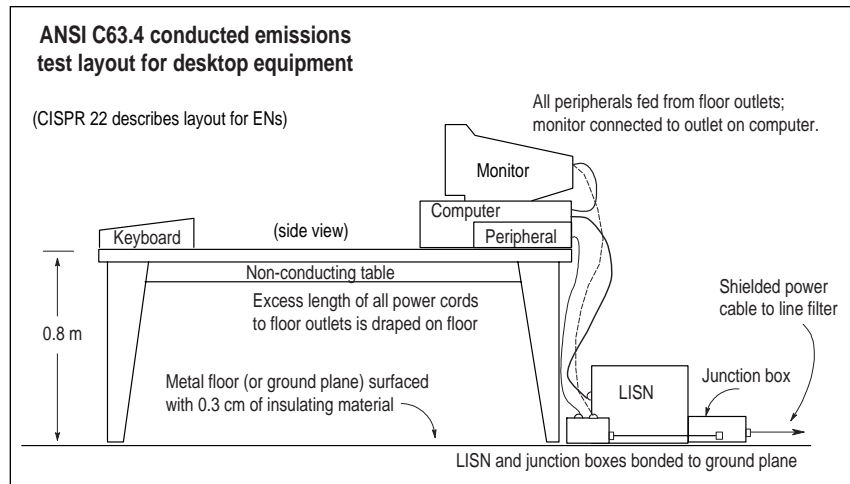 ANSI C63.4 conducted emissions
test layout for desktop equipment
(CISPR 22 describes layout for ENs)
All peripherals fed from floor outlets;
monitor connected to outlet on computer.
Monitor
Computer
Peripheral
Keyboard
(side view)
Non-conducting table
Excess length of all power cords
to floor outlets is draped on floor
0.8 m
Shielded power
cable to line filter
Metal floor (or ground plane) surfaced
with 0.3 cm of insulating material
LISN
Junction box
LISN and junction boxes bonded to ground plane